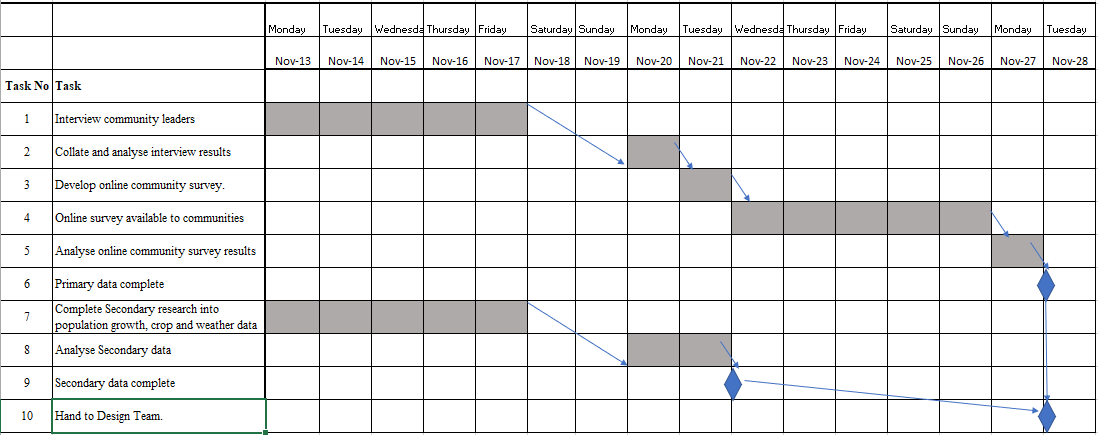 Monday Tuesday Wednesda Thursday Friday Saturday Sunday Monday Tuesday Wednesda Thursday Friday Saturday Sunday Monday Tuesday
Nov-13 Nov-14 Nov-15 Nov-16 Nov-17 Nov-18 Nov-19 Nov-20 Nov-21 Nov-22 Nov-23 Nov-24 Nov-25 Nov-26 Nov-27 Nov-28
Task No Task
1 Interview community leaders
2 Collate and analyse interview results
3 Develop online community survey.
4 Online survey available to communities
5 Analyse online community survey results
6 Primary data complete
7 Complete Secondary research into
population growth, crop and weather data
8 Analyse Secondary data
9 Secondary data complete
10 Hand to Design Team.